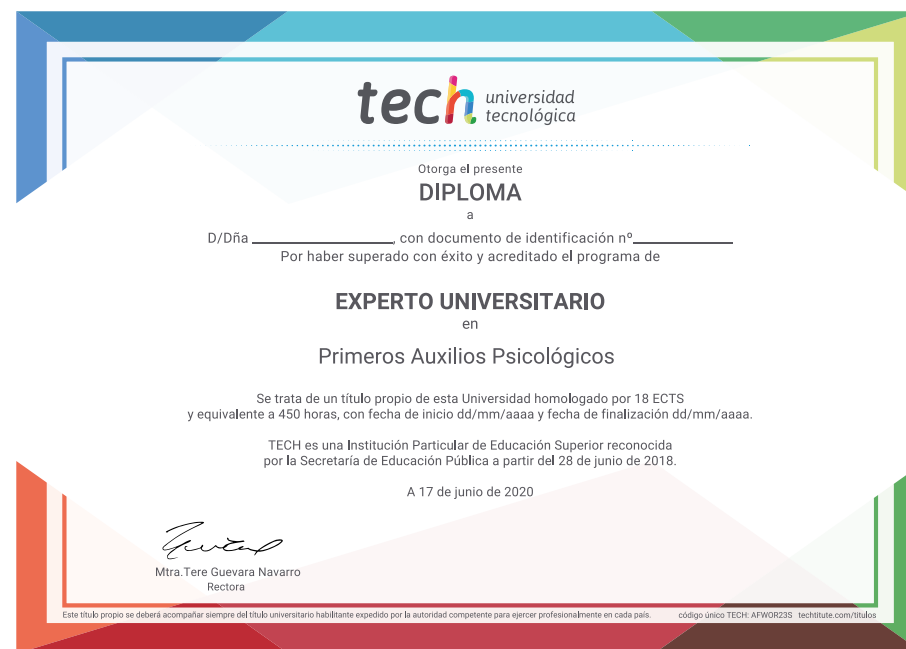 tech universidad
tecnológica
Otorga el presente
DIPLOMA
a
D/Dña ____________________, con documento de identificación nº______________
Por haber superado con éxito y acreditado el programa de
EXPERTO UNIVERSITARIO
en
Primeros Auxilios Psicológicos
Se trata de un título propio de esta Universidad homologado por 18 ECTS
y equivalente a 450 horas, con fecha de inicio dd/mm/aaaa y fecha de finalización dd/mm/aaaa.
TECH es una Institución Particular de Educación Superior reconocida
por la Secretaría de Educación Pública a partir del 28 de junio de 2018.
A 17 de junio de 2020
Mtra.Tere Guevara Navarro
Rectora
Este título propio se deberá acompañar siempre del título universitario habilitante expedido por la autoridad competente para ejercer profesionalmente en cada país. código único TECH: AFWOR23S techtitute.com/titulos